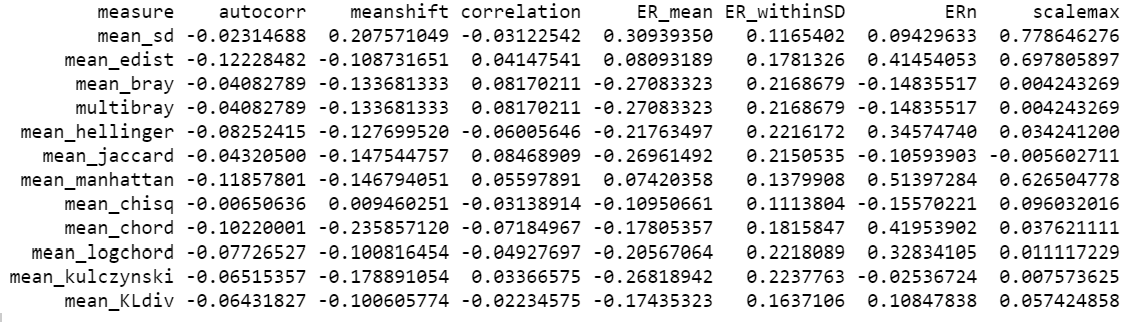 measure autocorr meanshift correlation ER_mean ER_withinSD ERn scalemax
mean_sd -0.02314688 0.207571049 -0.03122542 0.30939350 0.1165402 0.09429633 0.778646276
mean_edist -0.12228482 -0.108731651 0.04147541 0.08093189 0.1781326 0.41454053 0.697805897
mean_bray -0.04082789 -0.133681333 0.08170211 -0.27083323 0.2168679 -0.14835517 0.004243269
multibray -0.04082789 -0.133681333 0.08170211 -0.27083323 0.2168679 -0.14835517 0.004243269
mean_hellinger -0.08252415 -0.127699520 -0.06005646 -0.21763497 0.2216172 0.34574740 0.034241200
mean_jaccard -0.04320500 -0.147544757 0.08468909 -0.26961492 0.2150535 -0.10593903 -0.005602711
mean_manhattan -0.11857801 -0.146794051 0.05597891 0.07420358 0.1379908 0.51397284 0.626504778
mean_chisq -0.00650636 0.009460251 -0.03138914 -0.10950661 0.1113804 -0.15570221 0.096032016
mean_chord -0.10220001 -0.235857120 -0.07184967 -0.17805357 0.1815847 0.41953902 0.037621111
mean_logchord -0.07726527 -0.100816454 -0.04927697 -0.20567064 0.2218089 0.32834105 0.011117229
mean_kulczynski -0.06515357 -0.178891054 0.03366575 -0.26818942 0.2237763 -0.02536724 0.007573625
mean_KLdiv -0.06431827 -0.100605774 -0.02234575 -0.17435323 0.1637106 0.10847838 0.057424858